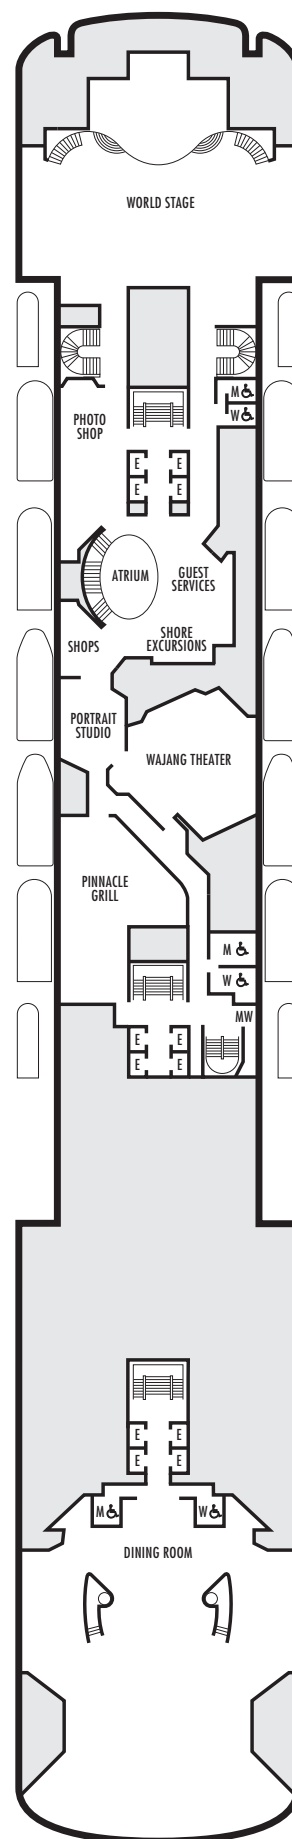 WORLD STAGE
M
W
PHOTO
SHOP
E E
E E
ATRIUM
GUEST
SERVICES
SHORE
EXCURSIONS
SHOPS
PORTRAIT
STUDIO
WAJANG THEATER
PINNACLE
GRILL
M
W
MW
E E
E E
E E
E E
M W
DINING ROOM